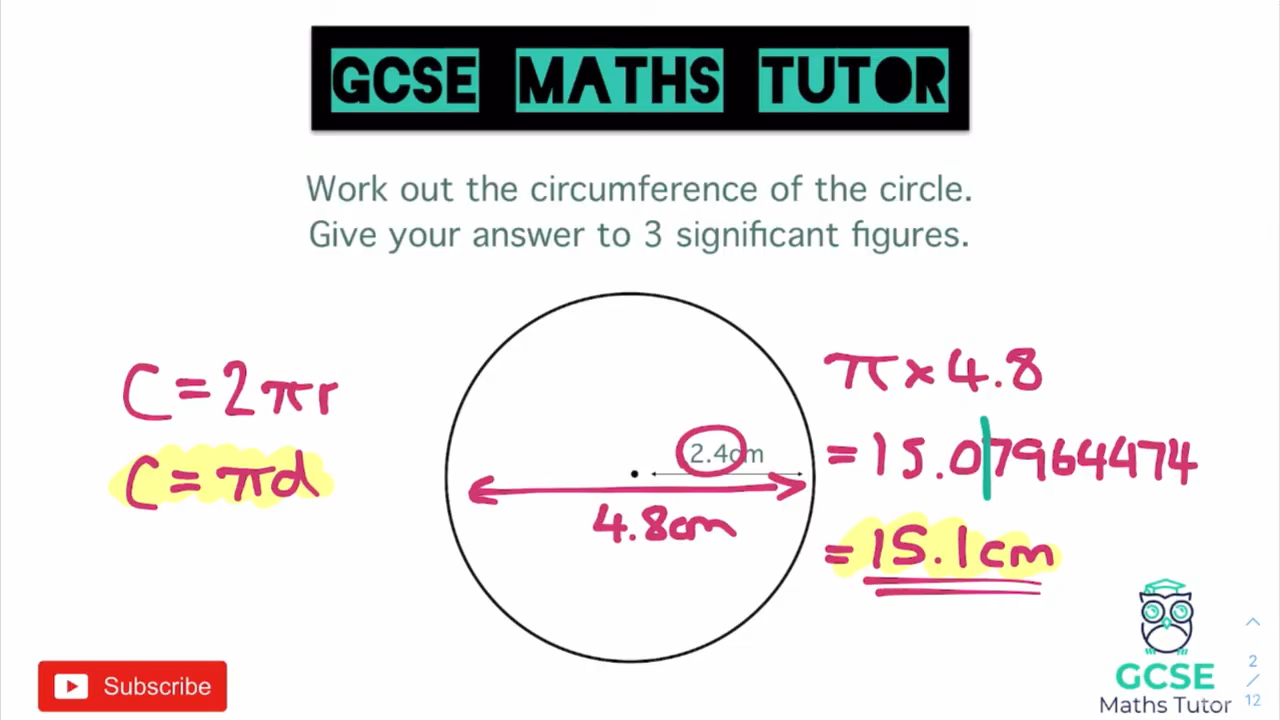 GCSE MATHS TUTOR
Work out the circumference of the circle.
Give your answer to 3 significant figures.
C = 2πr
C = πd
2.4cm
4.8cm
π × 4.8
= 15.07964474
= 15.1cm
Subscribe
GCSE
Maths Tutor
2
/
12